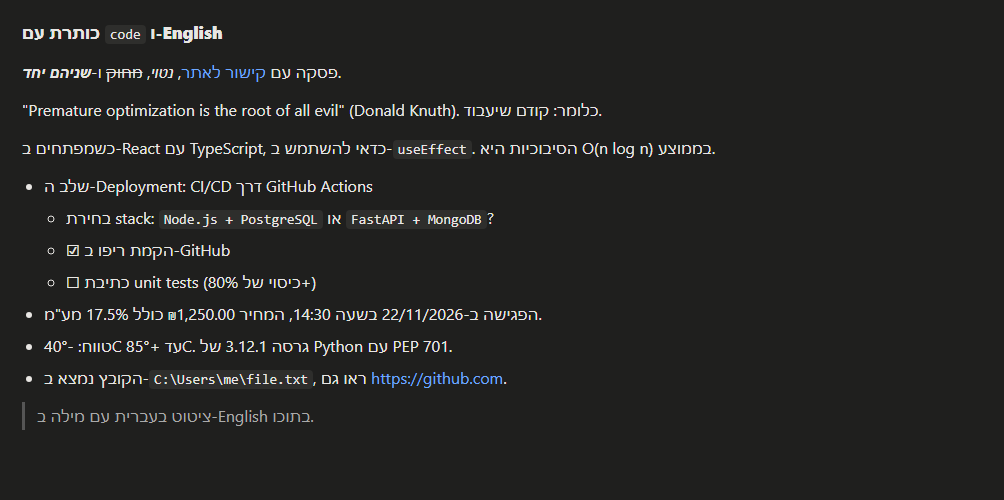 כותרת עם code ו-English
פסקה עם קישור לאתר, נטוי, מחוק ו-שניהם יחד.
"Premature optimization is the root of all evil" (Donald Knuth). כלומר: קודם שיעבוד.
כשמפתחים ב-React עם TypeScript, כדאי להשתמש ב-useEffect. הסיבוכיות היא O(n log n) בממוצע.
שלב ה-Deployment: CI/CD דרך GitHub Actions
בחירת stack: Node.js + PostgreSQL או FastAPI + MongoDB?
☑ הקמת ריפו ב-GitHub
☐ כתיבת unit tests (כיסוי של 80%+)
הפגישה ב-22/11/2026 בשעה 14:30, המחיר ₪1,250.00 כולל 17.5% מע"מ.
טווח: -40°C עד +85°C. גרסה 3.12.1 של Python עם PEP 701.
הקובץ נמצא ב-C:\Users\me\file.txt, ראו גם https://github.com.
ציטוט בעברית עם מילה ב-English בתוכו.